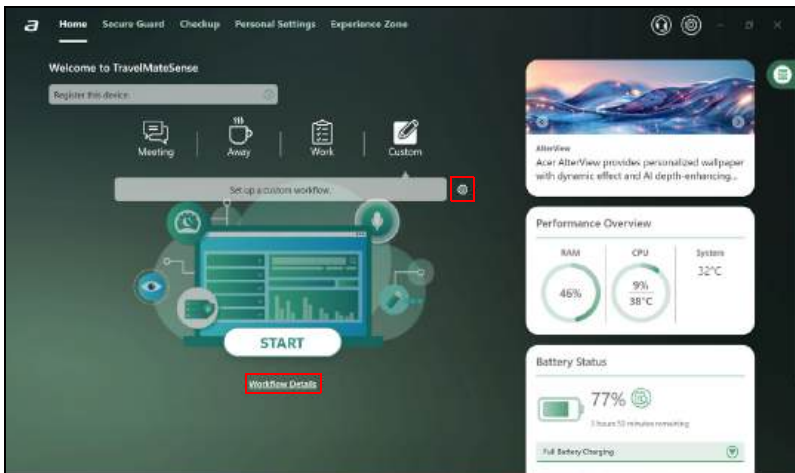 Home Secure Guard Checkup Personal Settings Experience Zone
Welcome to TravelMateSense
Register this device
Meeting
Away
Work
Custom
Set up a custom workflow.
START
Workflow Details
AlterView
Acer AlterView provides personalized wallpaper
with dynamic effect and AI depth-enhancing...
Performance Overview
RAM
CPU
System
46%
9%
38°C
32°C
Battery Status
77%
3 hours 50 minutes remaining
Full Battery Charging